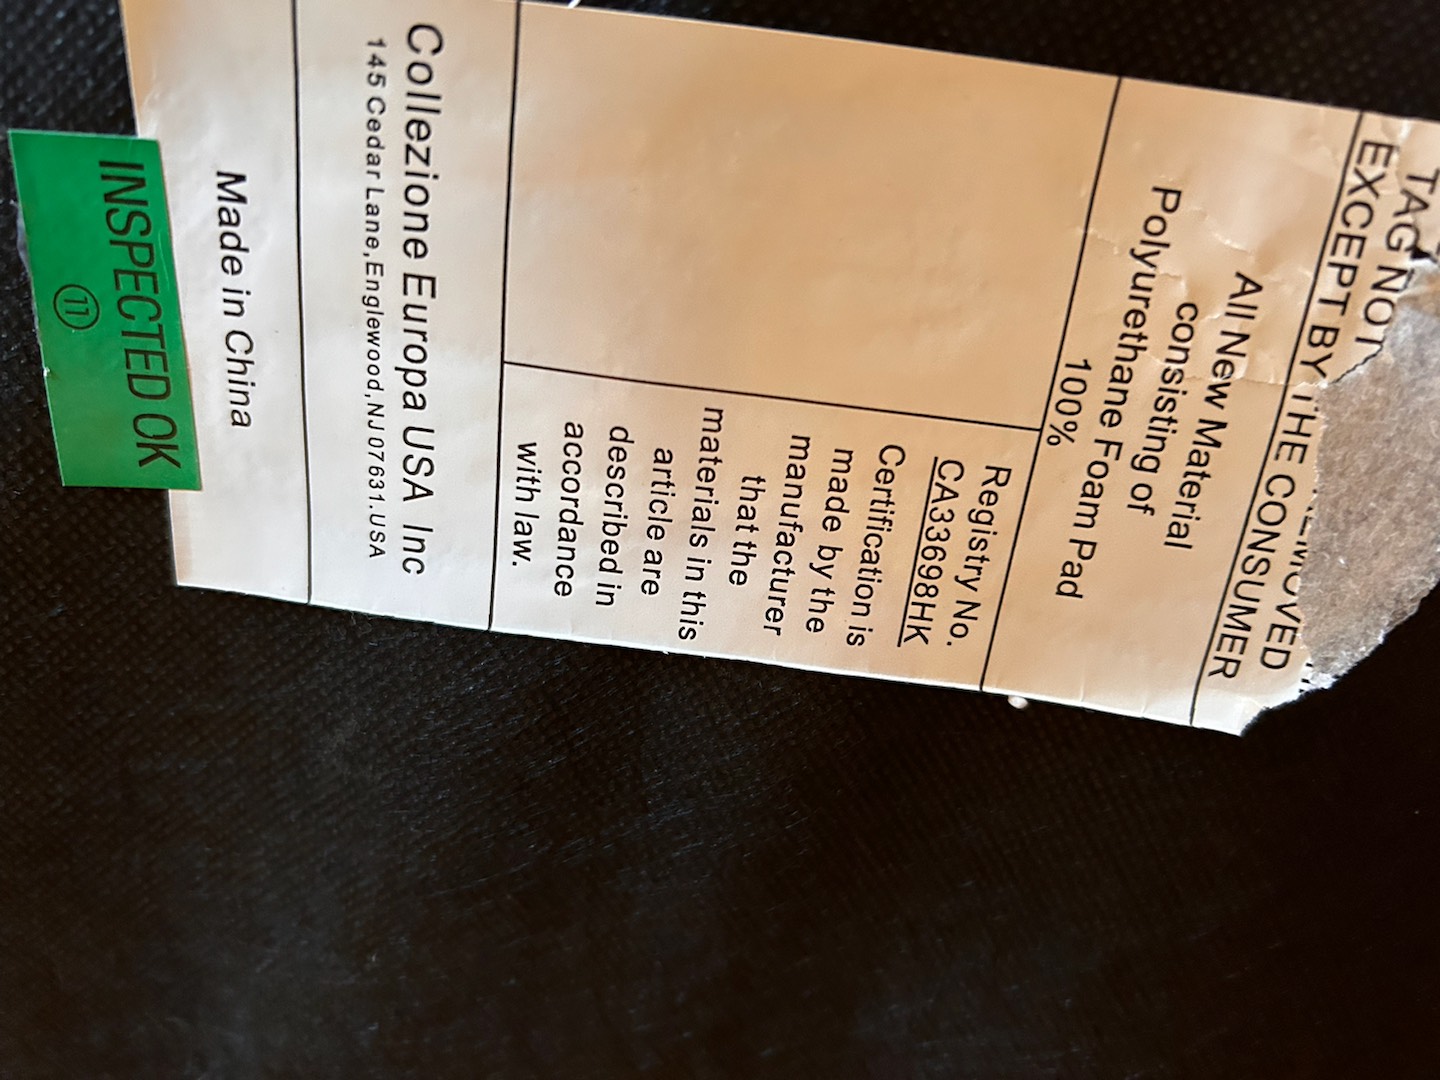 TAG NOT
EXCEPT BY THE CONSUMER
All New Material
consisting of
Polyurethane Foam Pad
100%
Registry No.
CA33698HK
Certification is
made by the
manufacturer
that the
materials in this
article are
described in
accordance
with law.
Collezione Europa USA Inc
145 Cedar Lane,Englewood,NJ07631.USA
Made in China
INSPECTED OK
11